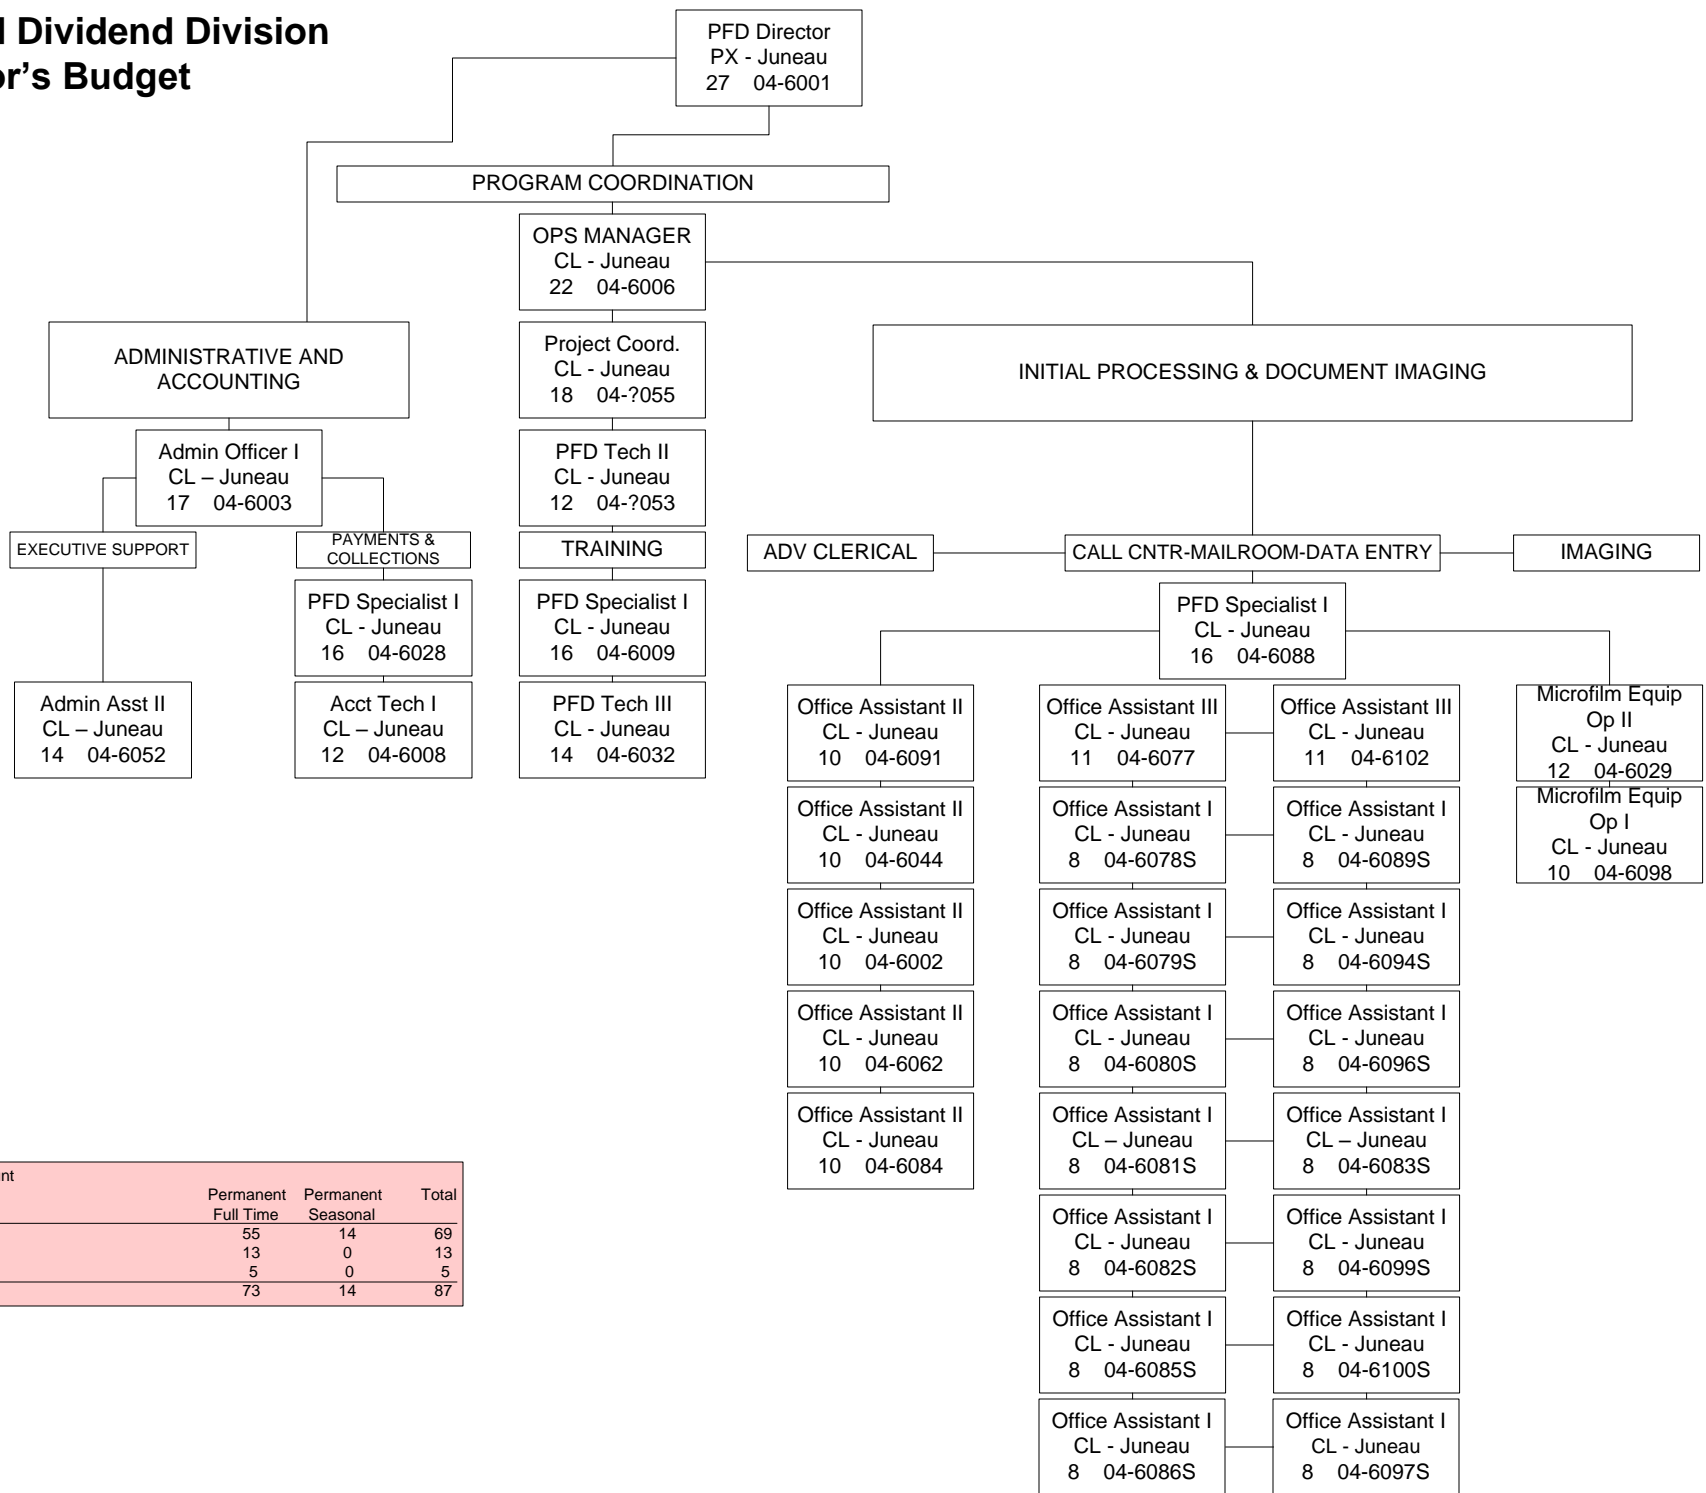 Dividend Division
Budget
PFD Director
PX - Juneau
27 04-6001
PROGRAM COORDINATION
OPS MANAGER
CL - Juneau
22 04-6006
ADMINISTRATIVE AND
ACCOUNTING
Project Coord.
CL - Juneau
18 04-?055
INITIAL PROCESSING & DOCUMENT IMAGING
Admin Officer I
CL – Juneau
17 04-6003
PFD Tech II
CL - Juneau
12 04-?053
EXECUTIVE SUPPORT
PAYMENTS &
COLLECTIONS
TRAINING
ADV CLERICAL
CALL CNTR-MAILROOM-DATA ENTRY
IMAGING
PFD Specialist I
CL - Juneau
16 04-6028
PFD Specialist I
CL - Juneau
16 04-6009
PFD Specialist I
CL - Juneau
16 04-6088
Admin Asst II
CL – Juneau
14 04-6052
Acct Tech I
CL – Juneau
12 04-6008
PFD Tech III
CL - Juneau
14 04-6032
Office Assistant II
CL - Juneau
10 04-6091
Office Assistant III
CL - Juneau
11 04-6077
Office Assistant III
CL - Juneau
11 04-6102
Microfilm Equip
Op II
CL - Juneau
12 04-6029
Office Assistant II
CL - Juneau
10 04-6044
Office Assistant I
CL - Juneau
8 04-6078S
Office Assistant I
CL - Juneau
8 04-6089S
Microfilm Equip
Op I
CL - Juneau
10 04-6098
Office Assistant II
CL - Juneau
10 04-6002
Office Assistant I
CL - Juneau
8 04-6079S
Office Assistant I
CL - Juneau
8 04-6094S
Office Assistant II
CL - Juneau
10 04-6062
Office Assistant I
CL - Juneau
8 04-6080S
Office Assistant I
CL - Juneau
8 04-6096S
Office Assistant II
CL - Juneau
10 04-6084
Office Assistant I
CL – Juneau
8 04-6081S
Office Assistant I
CL – Juneau
8 04-6083S
Office Assistant I
CL - Juneau
8 04-6082S
Office Assistant I
CL - Juneau
8 04-6099S
Office Assistant I
CL - Juneau
8 04-6085S
Office Assistant I
CL - Juneau
8 04-6100S
Office Assistant I
CL - Juneau
8 04-6086S
Office Assistant I
CL - Juneau
8 04-6097S
Permanent Permanent Total
Full Time Seasonal
55 14 69
13 0 13
5 0 5
73 14 87